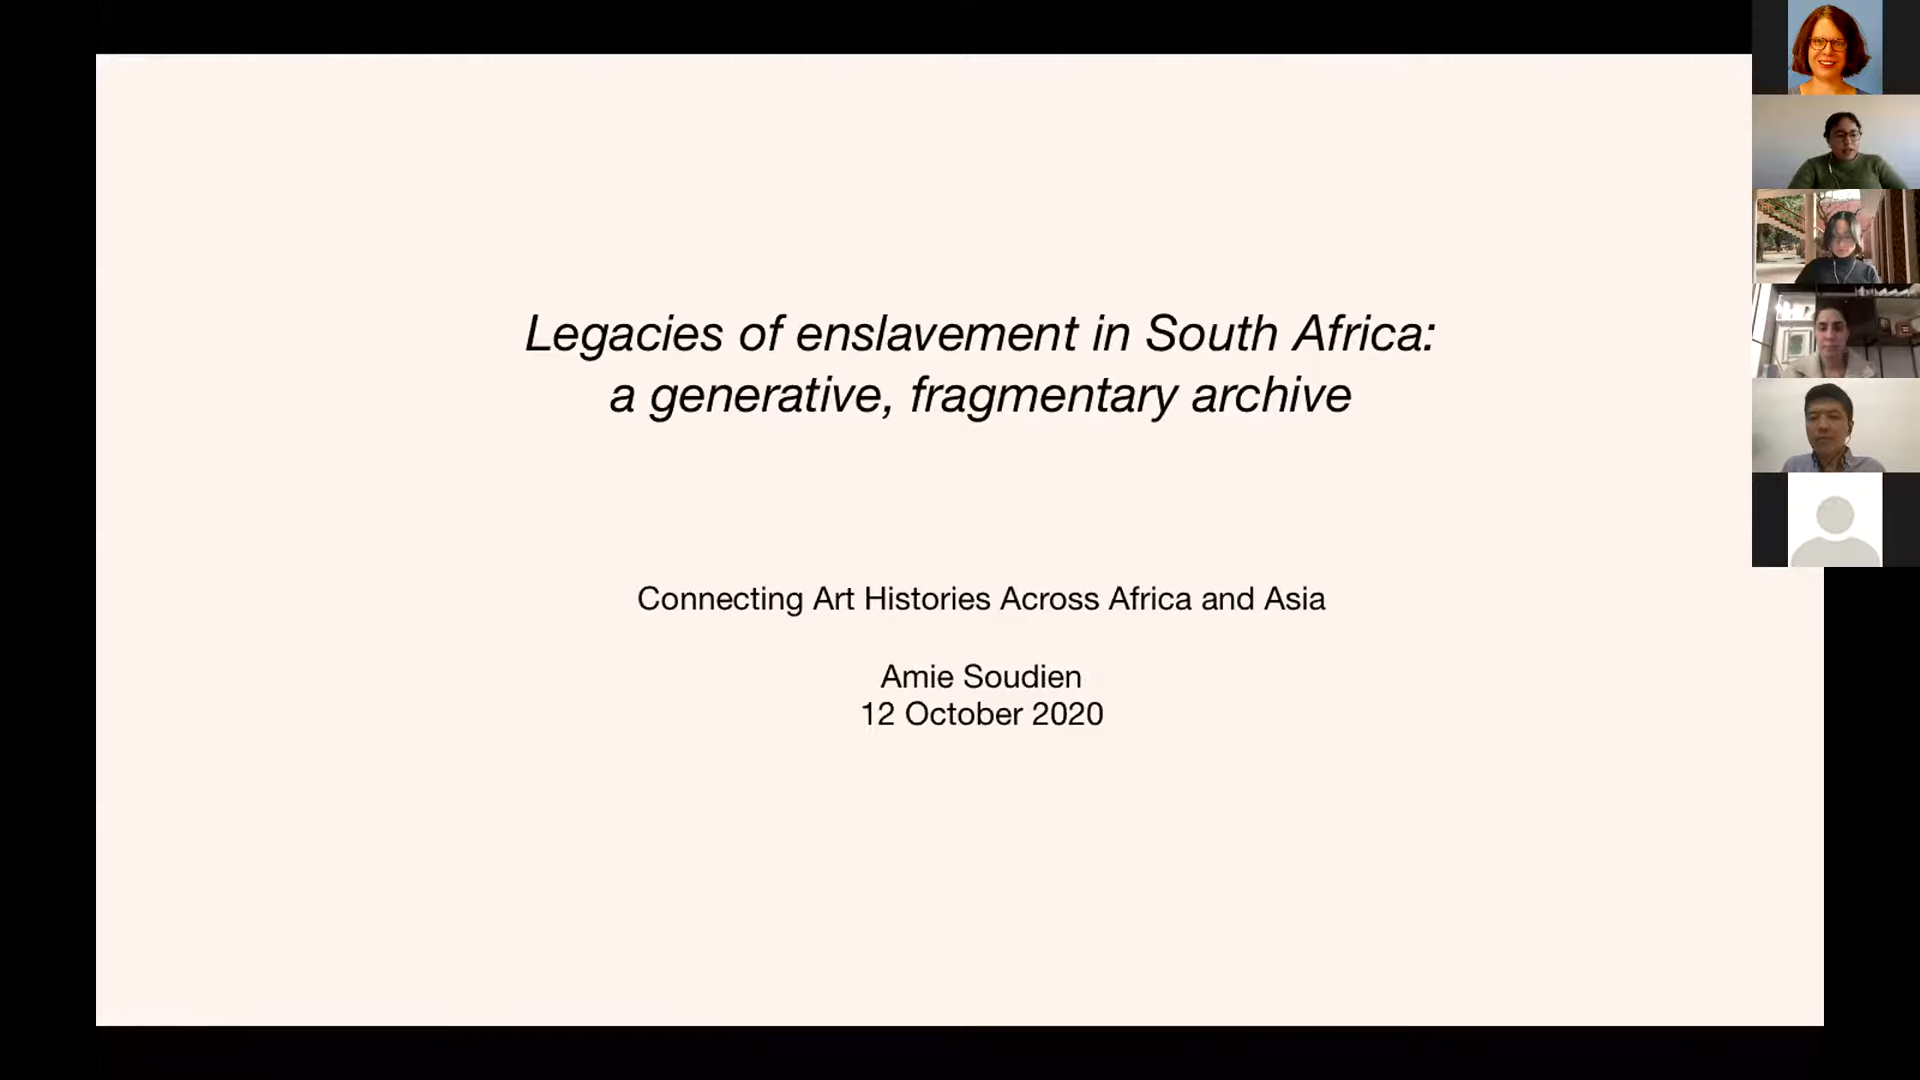 Legacies of enslavement in South Africa:
a generative, fragmentary archive
Connecting Art Histories Across Africa and Asia
Amie Soudien
12 October 2020